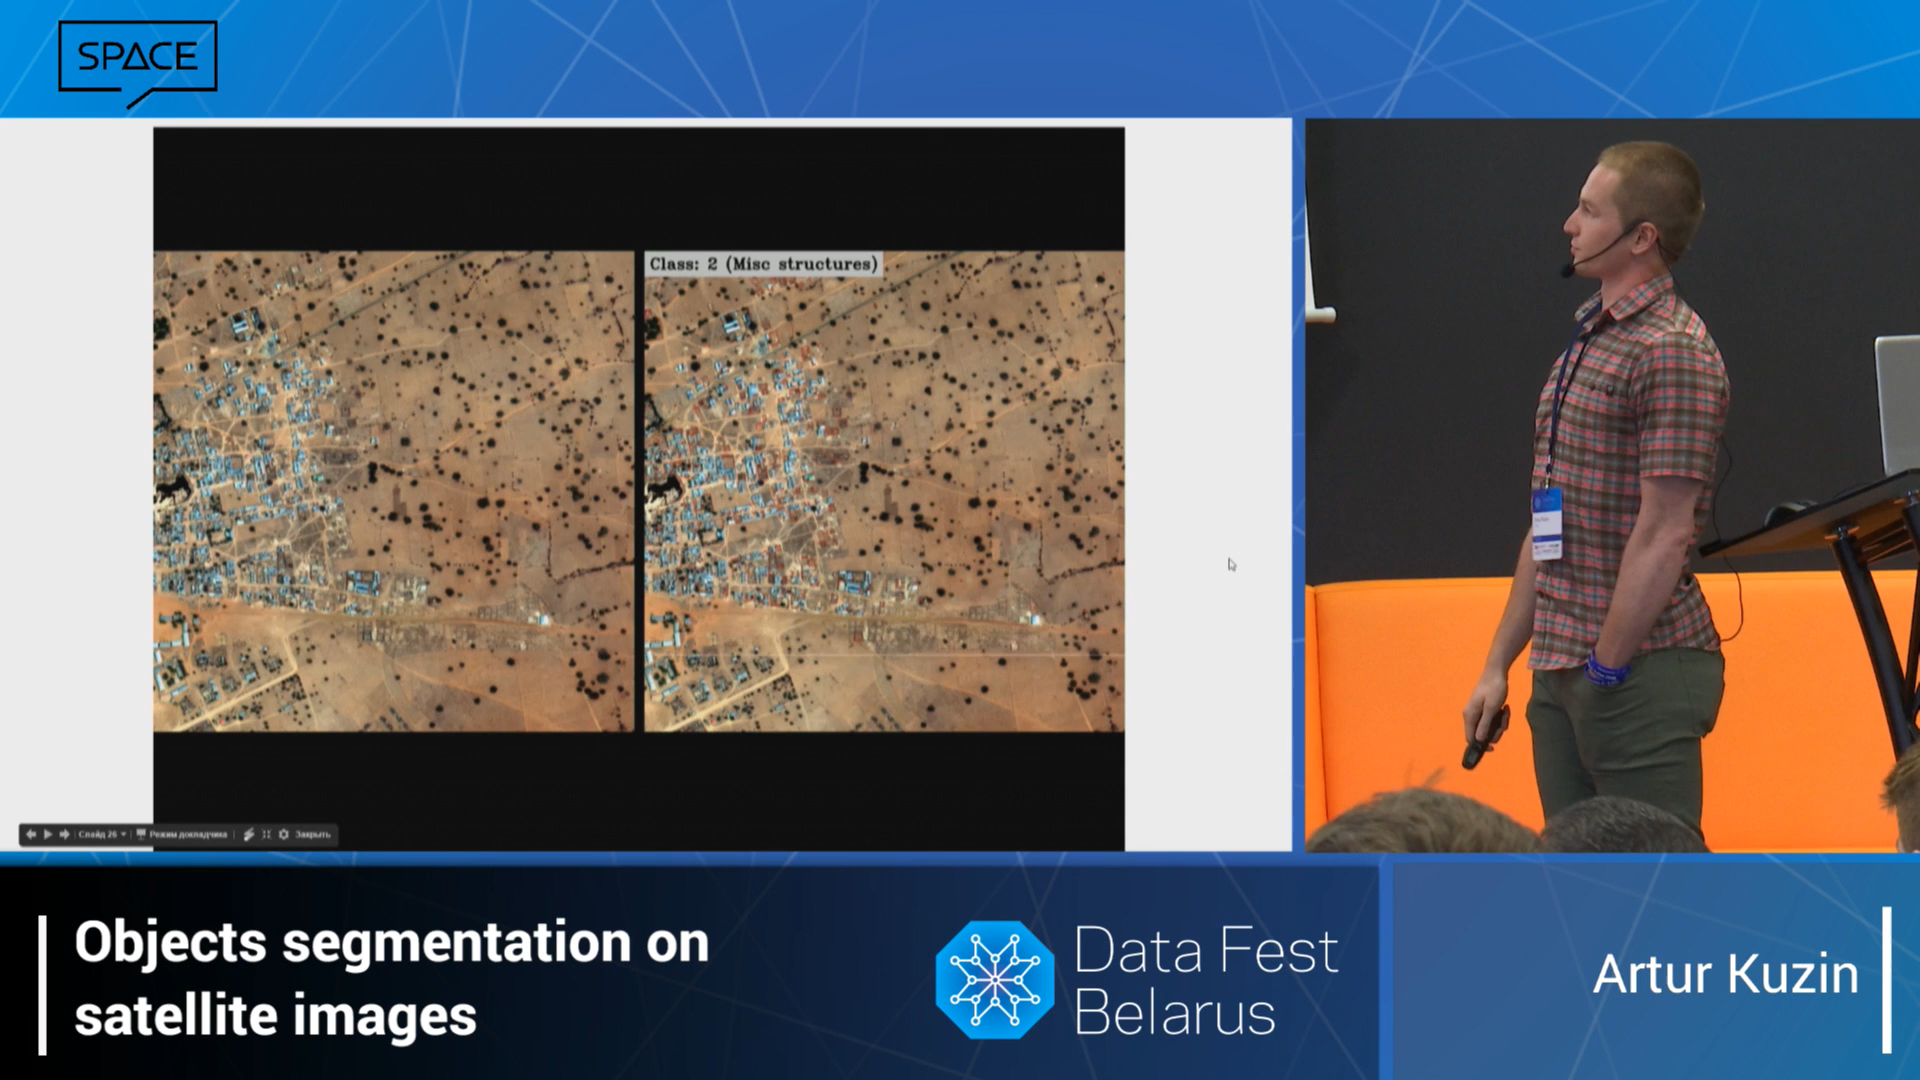 SPACE
Class: 2 (Misc structures)
Слайд 26
Режим докладчика
Закрыть
Objects segmentation on
satellite images
Data Fest
Belarus
Artur Kuzin